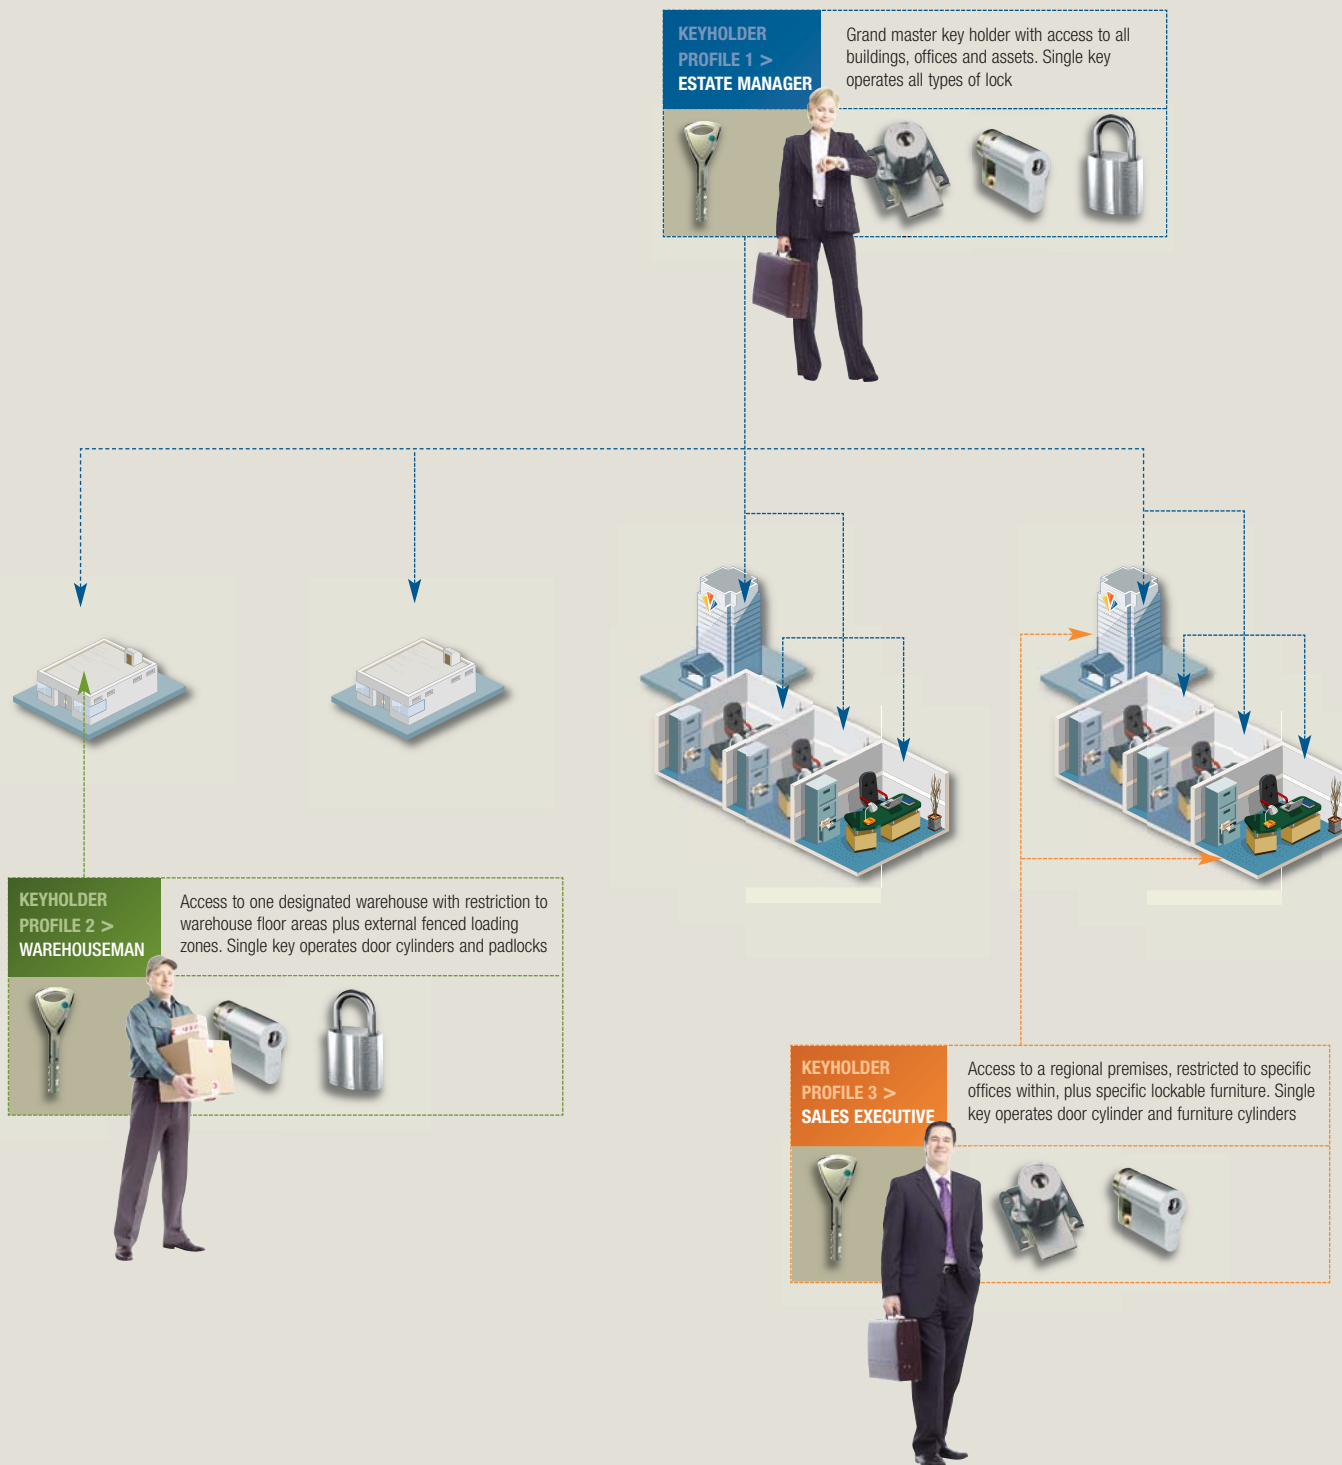 KEYHOLDER
PROFILE 1 >
ESTATE MANAGER
Grand master key holder with access to all
buildings, offices and assets. Single key
operates all types of lock
KEYHOLDER
PROFILE 2 >
WAREHOUSEMAN
Access to one designated warehouse with restriction to
warehouse floor areas plus external fenced loading
zones. Single key operates door cylinders and padlocks
KEYHOLDER
PROFILE 3 >
SALES EXECUTIVE
Access to a regional premises, restricted to specific
offices within, plus specific lockable furniture. Single
key operates door cylinder and furniture cylinders